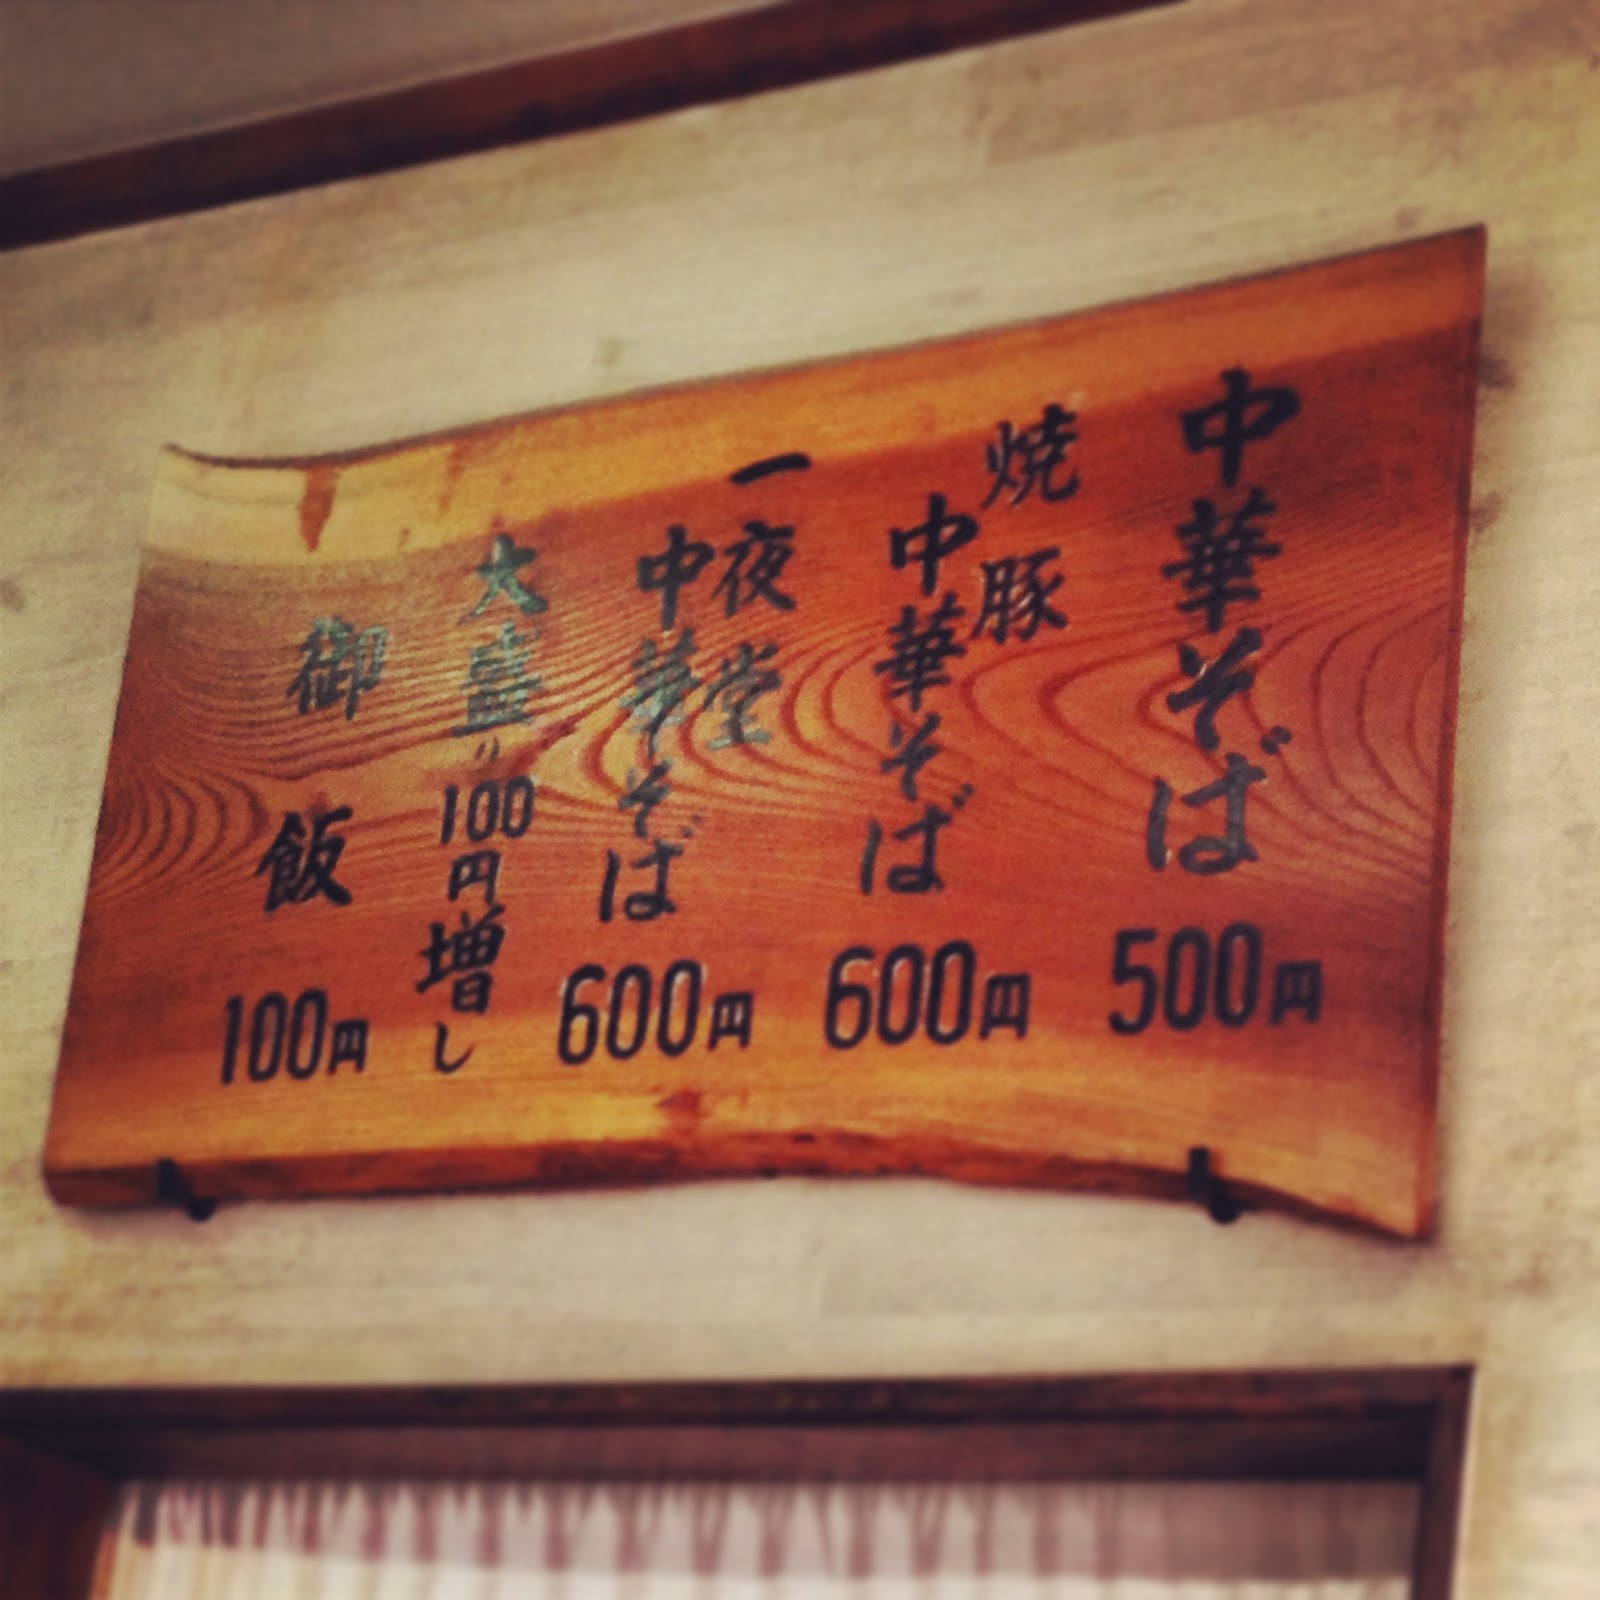 中華そば 500円
焼豚
中華そば 600円
一夜堂
中華そば 600円
大盛り100円増し
御飯 100円